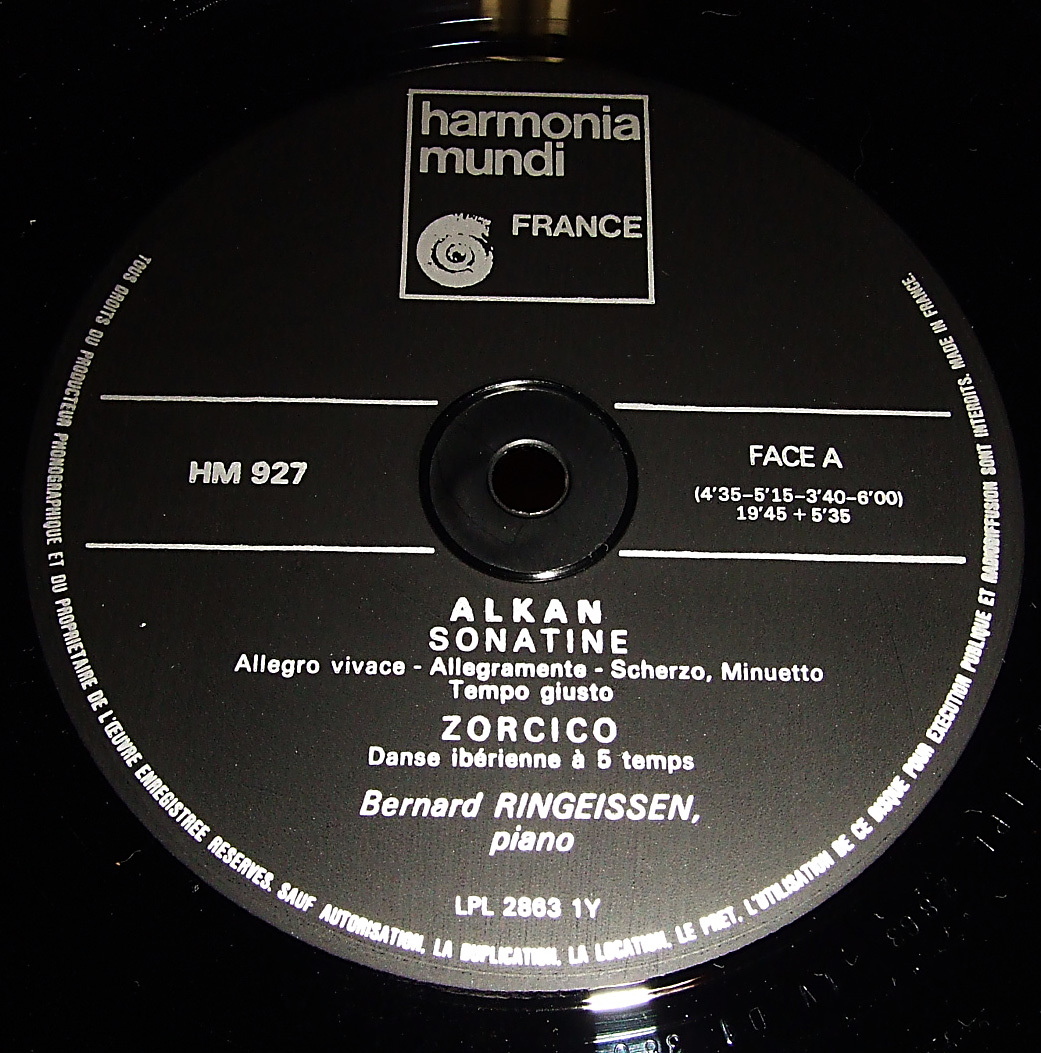 harmonia
mundi
FRANCE
HM 927
FACE A
(4'35–5'15–3'40–6'00)
19'45 + 5'35
ALKAN
SONATINE
Allegro vivace - Allegramente - Scherzo, Minuetto
Tempo giusto
ZORCICO
Danse ibérienne à 5 temps
Bernard RINGEISSEN,
piano
LPL 2863 1Y
TOUS DROITS DU PRODUCTEUR PHONOGRAPHIQUE ET DU PROPRIETAIRE DE L'ŒUVRE ENREGISTREE RESERVES. SAUF AUTORISATION, LA DUPLICATION, LA LOCATION, LE PRET, L'UTILISATION DE CE DISQUE POUR EXECUTION PUBLIQUE ET RADIODIFFUSION SONT INTERDITS. MADE IN FRANCE.